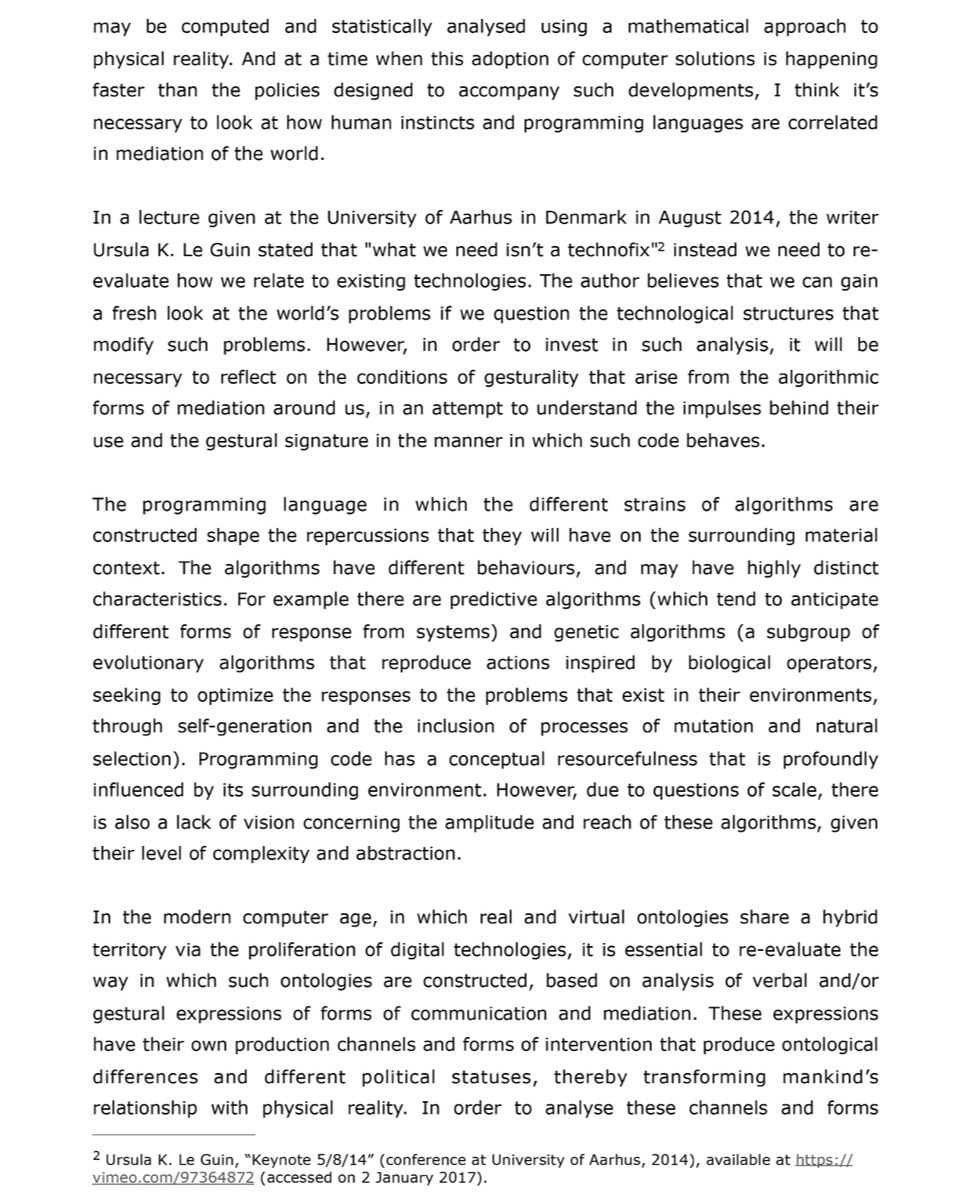 may be computed and statistically analysed using a mathematical approach to
physical reality. And at a time when this adoption of computer solutions is happening
faster than the policies designed to accompany such developments, I think it’s
necessary to look at how human instincts and programming languages are correlated
in mediation of the world.
In a lecture given at the University of Aarhus in Denmark in August 2014, the writer
Ursula K. Le Guin stated that "what we need isn’t a technofix"2 instead we need to re-
evaluate how we relate to existing technologies. The author believes that we can gain
a fresh look at the world’s problems if we question the technological structures that
modify such problems. However, in order to invest in such analysis, it will be
necessary to reflect on the conditions of gesturality that arise from the algorithmic
forms of mediation around us, in an attempt to understand the impulses behind their
use and the gestural signature in the manner in which such code behaves.
The programming language in which the different strains of algorithms are
constructed shape the repercussions that they will have on the surrounding material
context. The algorithms have different behaviours, and may have highly distinct
characteristics. For example there are predictive algorithms (which tend to anticipate
different forms of response from systems) and genetic algorithms (a subgroup of
evolutionary algorithms that reproduce actions inspired by biological operators,
seeking to optimize the responses to the problems that exist in their environments,
through self-generation and the inclusion of processes of mutation and natural
selection). Programming code has a conceptual resourcefulness that is profoundly
influenced by its surrounding environment. However, due to questions of scale, there
is also a lack of vision concerning the amplitude and reach of these algorithms, given
their level of complexity and abstraction.
In the modern computer age, in which real and virtual ontologies share a hybrid
territory via the proliferation of digital technologies, it is essential to re-evaluate the
way in which such ontologies are constructed, based on analysis of verbal and/or
gestural expressions of forms of communication and mediation. These expressions
have their own production channels and forms of intervention that produce ontological
differences and different political statuses, thereby transforming mankind’s
relationship with physical reality. In order to analyse these channels and forms
2 Ursula K. Le Guin, “Keynote 5/8/14” (conference at University of Aarhus, 2014), available at https://
vimeo.com/97364872 (accessed on 2 January 2017).